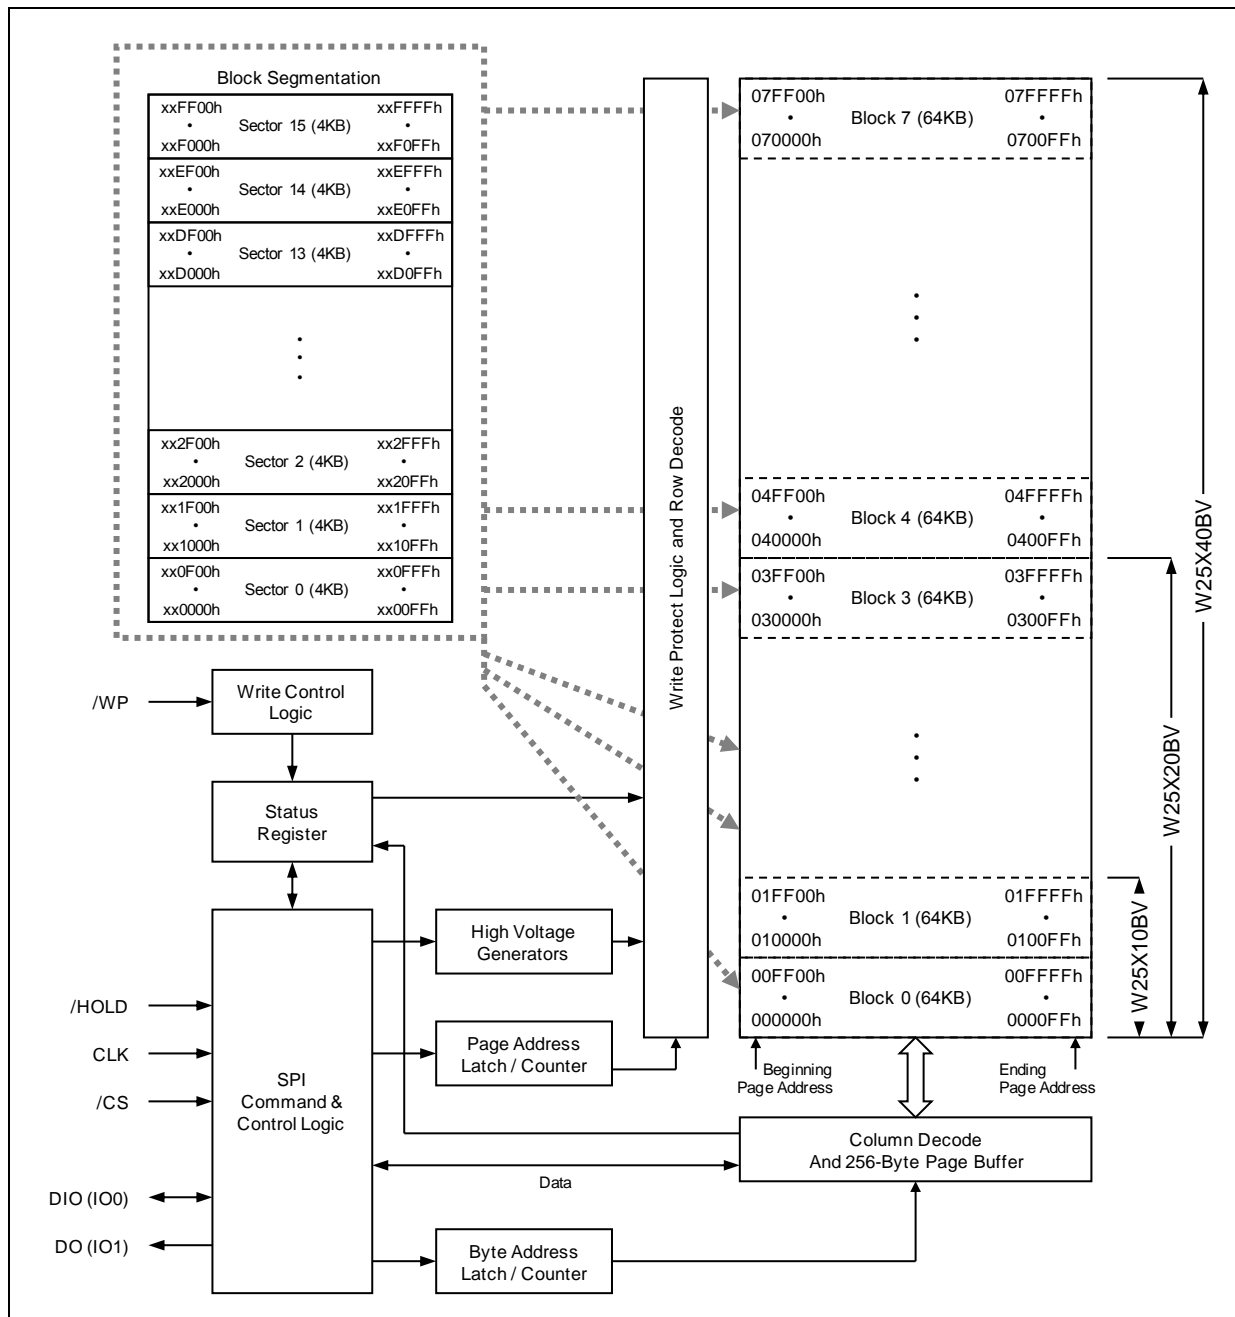 Block Segmentation
xxFF00h xxFFFFh
• Sector 15 (4KB) •
xxF000h xxF0FFh
xxEF00h xxEFFFh
• Sector 14 (4KB) •
xxE000h xxE0FFh
xxDF00h xxDFFFh
• Sector 13 (4KB) •
xxD000h xxD0FFh
xx2F00h xx2FFFh
• Sector 2 (4KB) •
xx2000h xx20FFh
xx1F00h xx1FFFh
• Sector 1 (4KB) •
xx1000h xx10FFh
xx0F00h xx0FFFh
• Sector 0 (4KB) •
xx0000h xx00FFh
Write Protect Logic and Row Decode
07FF00h 07FFFFh
• Block 7 (64KB) •
070000h 0700FFh
04FF00h 04FFFFh
• Block 4 (64KB) •
040000h 0400FFh
03FF00h 03FFFFh
• Block 3 (64KB) •
030000h 0300FFh
01FF00h 01FFFFh
• Block 1 (64KB) •
010000h 0100FFh
00FF00h 00FFFFh
• Block 0 (64KB) •
000000h 0000FFh
W25X10BV
W25X20BV
W25X40BV
Beginning
Page Address
Ending
Page Address
/WP
Write Control
Logic
Status
Register
High Voltage
Generators
/HOLD
CLK
/CS
DIO (IO0)
DO (IO1)
SPI
Command &
Control Logic
Page Address
Latch / Counter
Column Decode
And 256-Byte Page Buffer
Data
Byte Address
Latch / Counter